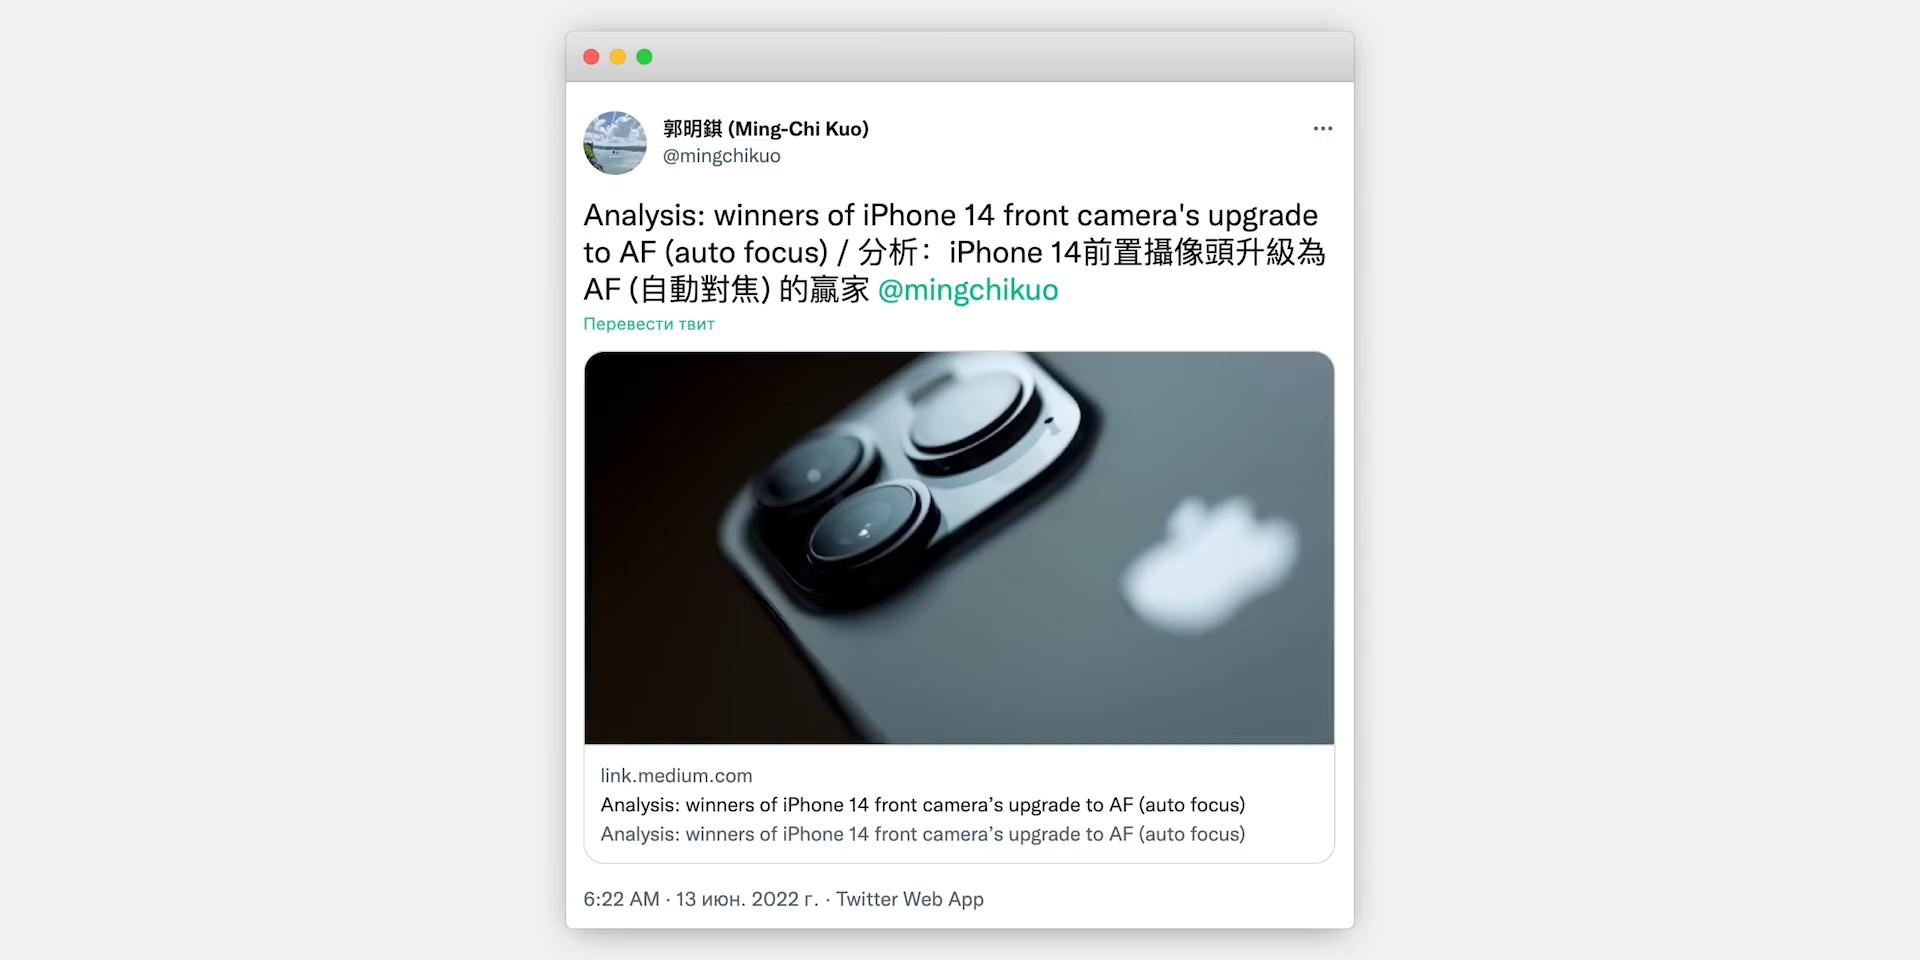 郭明錤 (Ming-Chi Kuo)
@mingchikuo
Analysis: winners of iPhone 14 front camera's upgrade
to AF (auto focus) / 分析：iPhone 14前置攝像頭升級為
AF (自動對焦) 的贏家 @mingchikuo
Перевести твит
link.medium.com
Analysis: winners of iPhone 14 front camera’s upgrade to AF (auto focus)
Analysis: winners of iPhone 14 front camera’s upgrade to AF (auto focus)
6:22 AM · 13 июн. 2022 г. · Twitter Web App